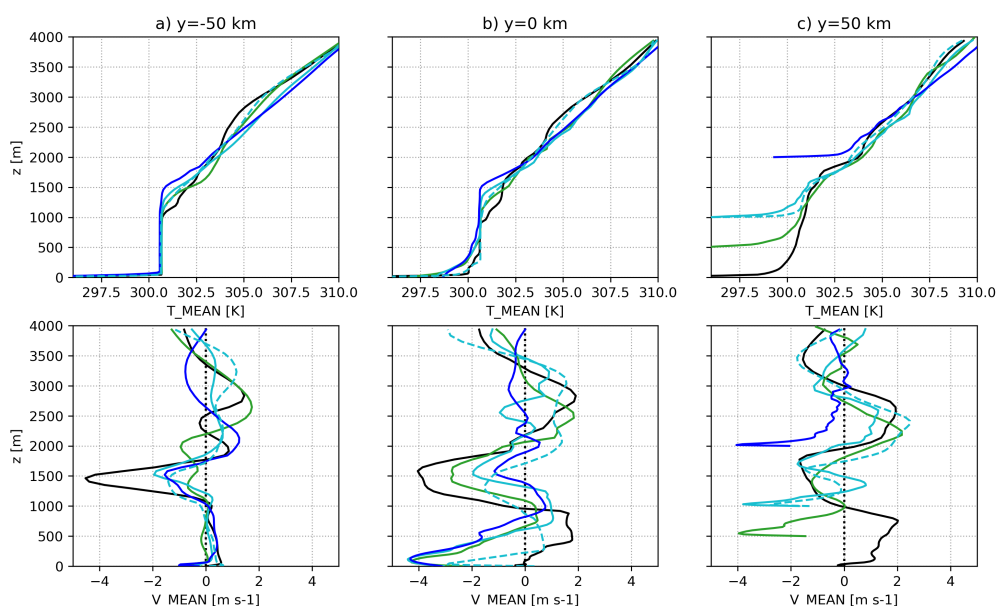 a) y=-50 km
b) y=0 km
c) y=50 km
4000
3500
3000
2500
2000
1500
1000
500
0
z [m]
297.5 300.0 302.5 305.0 307.5 310.0
297.5 300.0 302.5 305.0 307.5 310.0
297.5 300.0 302.5 305.0 307.5 310.0
T_MEAN [K]
T_MEAN [K]
T_MEAN [K]
4000
3500
3000
2500
2000
1500
1000
500
0
z [m]
−4 −2 0 2 4
−4 −2 0 2 4
−4 −2 0 2 4
V_MEAN [m s-1]
V_MEAN [m s-1]
V_MEAN [m s-1]